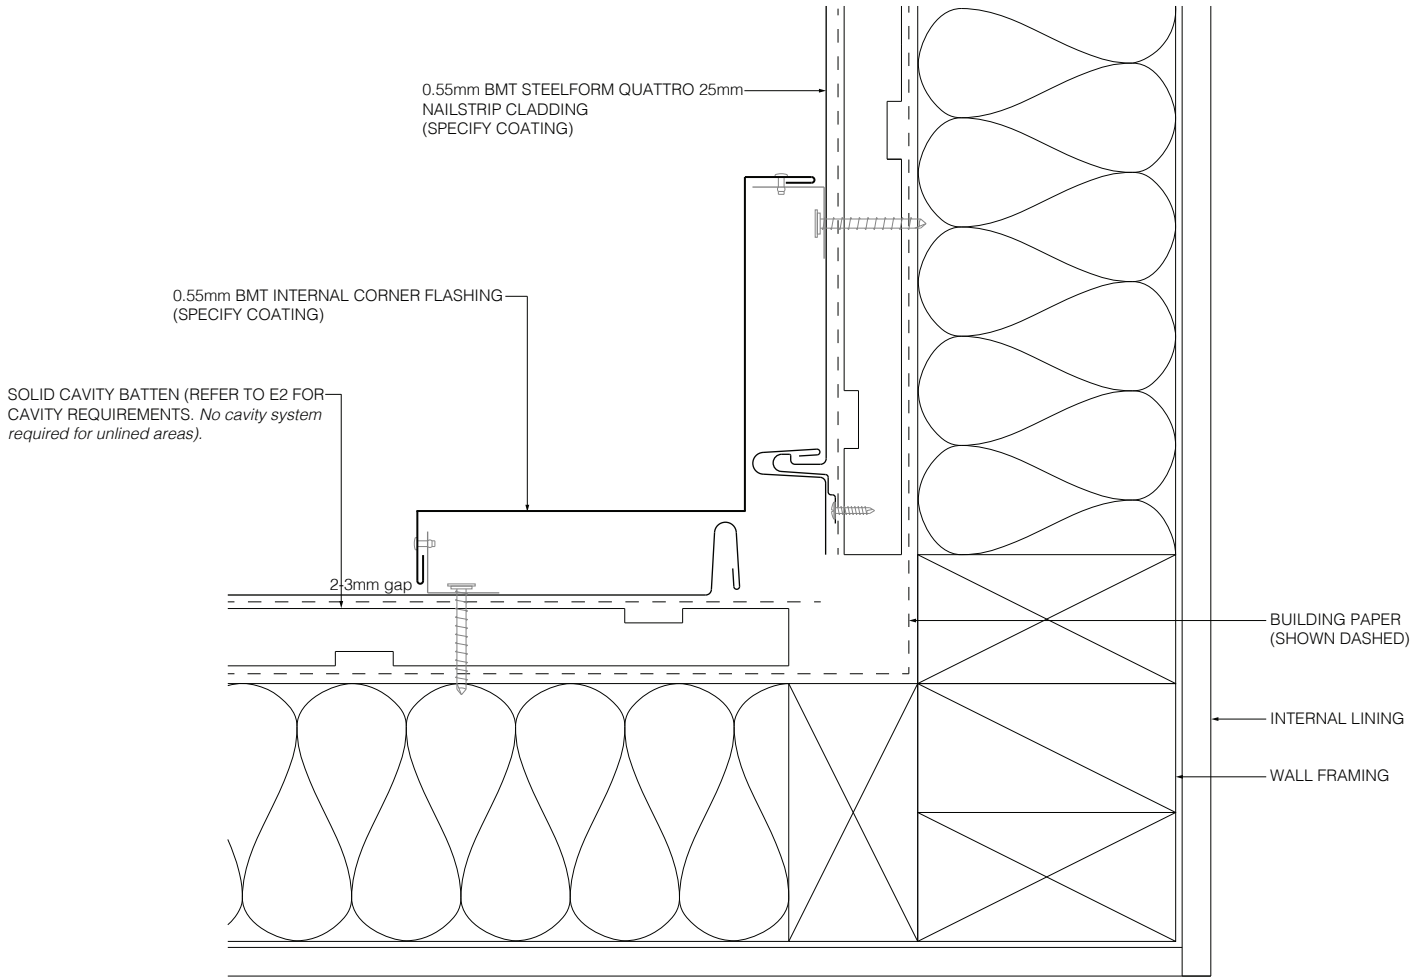 0.55mm BMT STEELFORM QUATTRO 25mm
NAILSTRIP CLADDING
(SPECIFY COATING)
0.55mm BMT INTERNAL CORNER FLASHING
(SPECIFY COATING)
SOLID CAVITY BATTEN (REFER TO E2 FOR
CAVITY REQUIREMENTS. No cavity system
required for unlined areas).
2-3mm gap
BUILDING PAPER
(SHOWN DASHED)
INTERNAL LINING
WALL FRAMING